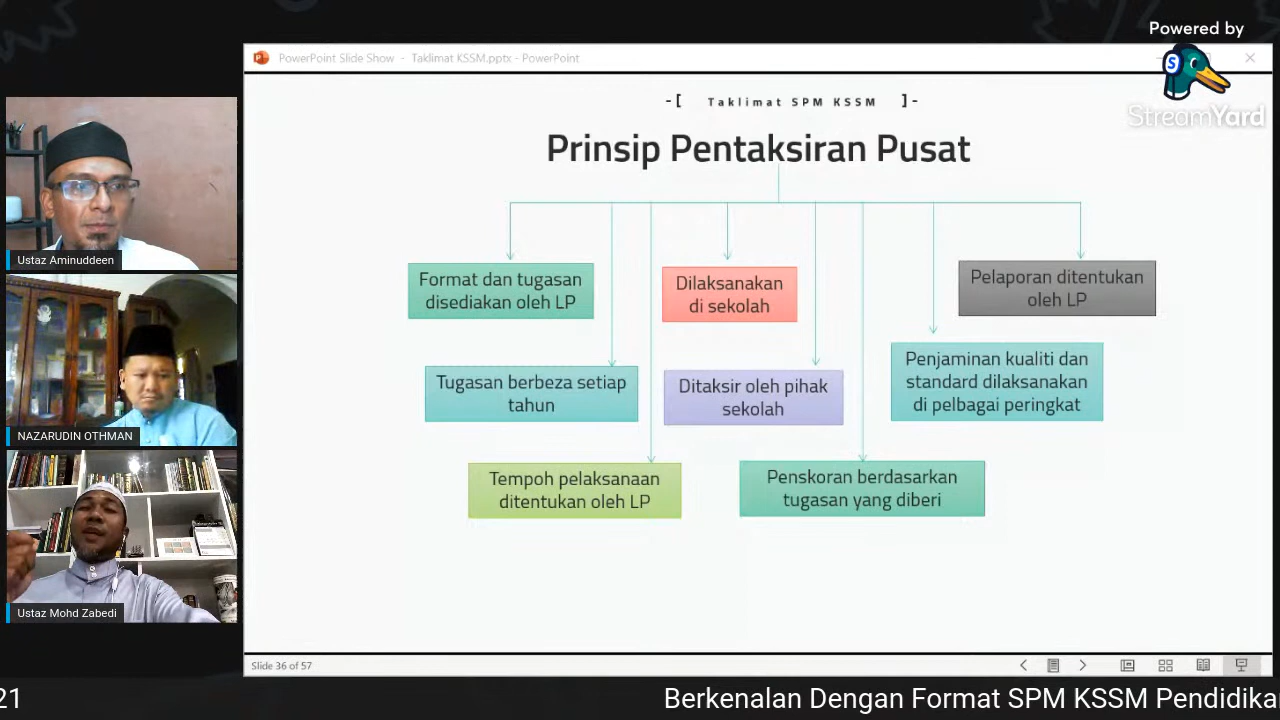 Powered by
StreamYard
PowerPoint Slide Show - Taklimat KSSM.pptx - PowerPoint
-[ Taklimat SPM KSSM ]-
Prinsip Pentaksiran Pusat
Format dan tugasan
disediakan oleh LP
Dilaksanakan
di sekolah
Pelaporan ditentukan
oleh LP
Tugasan berbeza setiap
tahun
Ditaksir oleh pihak
sekolah
Penjaminan kualiti dan
standard dilaksanakan
di pelbagai peringkat
Tempoh pelaksanaan
ditentukan oleh LP
Penskoran berdasarkan
tugasan yang diberi
Ustaz Aminuddeen
NAZARUDIN OTHMAN
Ustaz Mohd Zabedi
Slide 36 of 57
21 Berkenalan Dengan Format SPM KSSM Pendidika